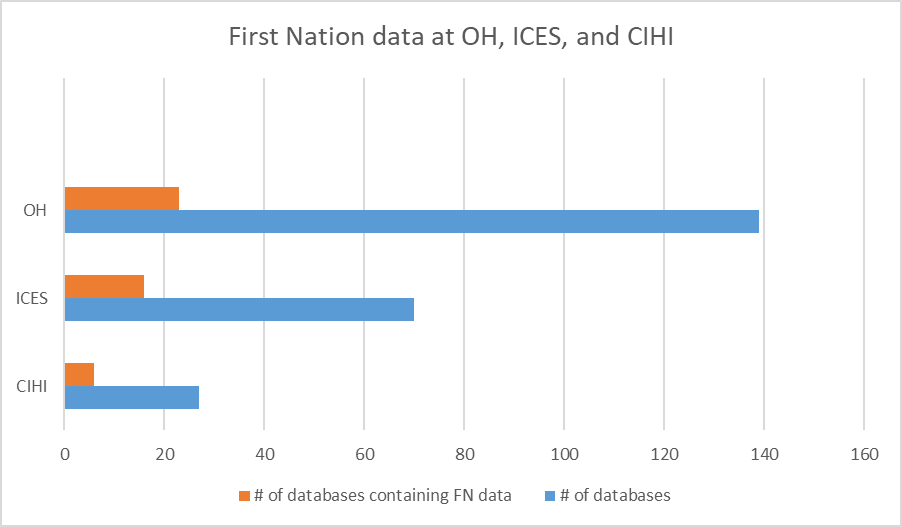 First Nation data at OH, ICES, and CIHI
OH
ICES
CIHI
0 20 40 60 80 100 120 140 160
# of databases containing FN data # of databases